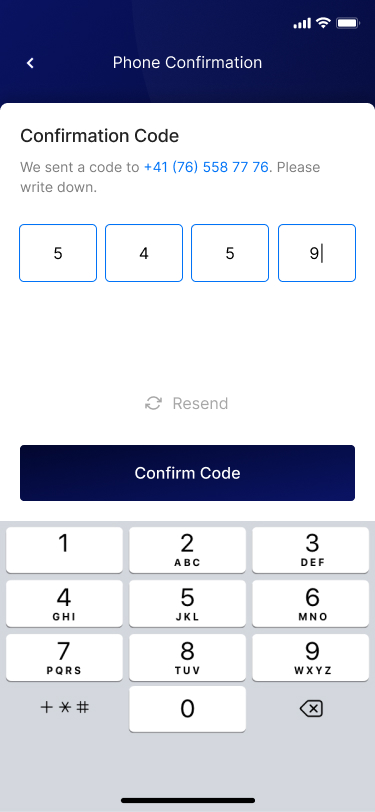 Phone Confirmation
Confirmation Code
We sent a code to +41 (76) 558 77 76. Please
write down.
5 4 5 9
Resend
Confirm Code
1 2 3
ABC DEF
4 5 6
GHI JKL MNO
7 8 9
PQRS TUV WXYZ
+ * # 0